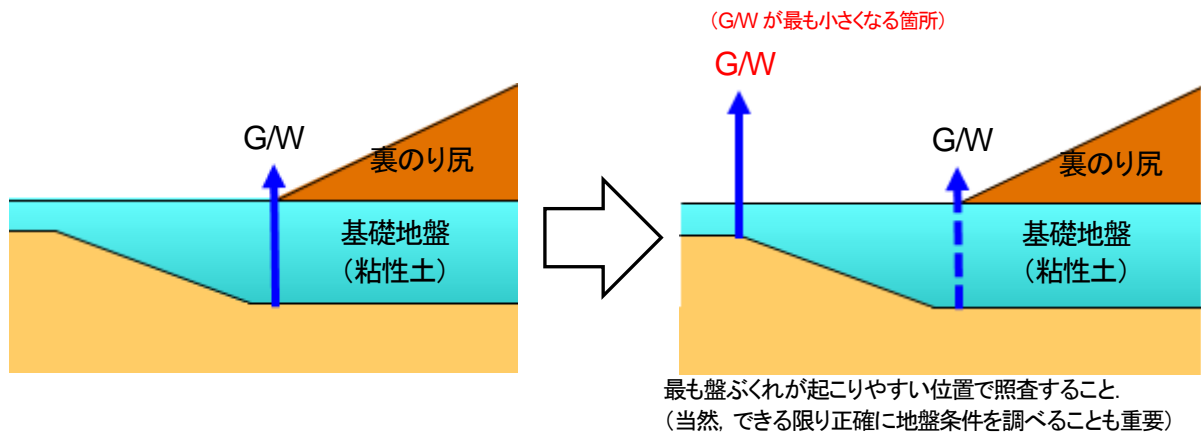 G/W
裏のり尻
基礎地盤
（粘性土）
（G/W が最も小さくなる箇所）
G/W
G/W
裏のり尻
基礎地盤
（粘性土）
最も盤ぶくれが起こりやすい位置で照査すること.
（当然, できる限り正確に地盤条件を調べることも重要）